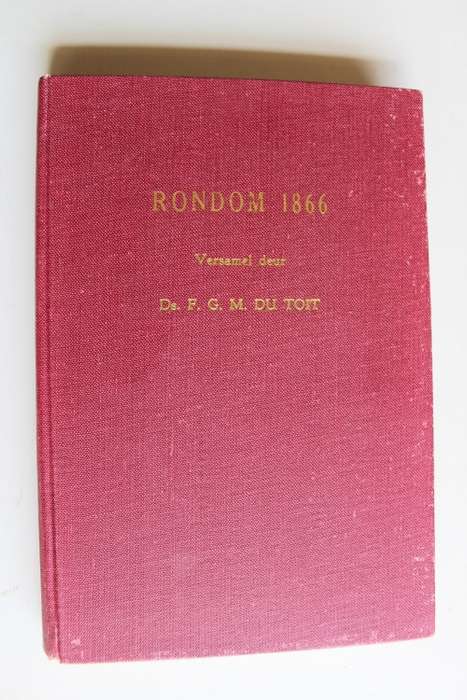 RONDOM 1866
Versamel deur
Ds. F. G. M. DU TOIT